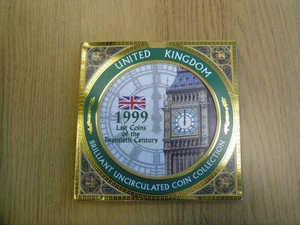 UNITED KINGDOM
1999
Last Coins
of the
Twentieth Century
BRILLIANT UNCIRCULATED COIN COLLECTION